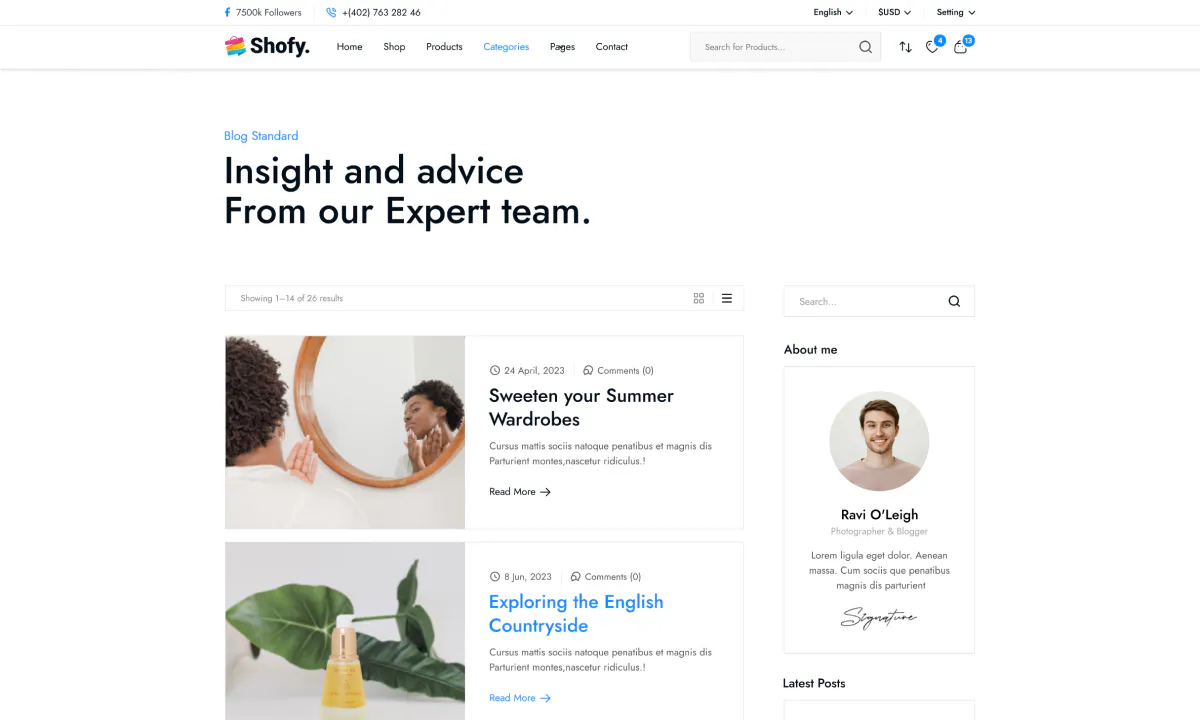 7500k Followers
+(402) 763 282 46
English
$USD
Setting
Shofy.
Home
Shop
Products
Categories
Pages
Contact
Search for Products...
4
13
Blog Standard
Insight and advice
From our Expert team.
Showing 1–14 of 26 results
Search...
24 April, 2023
Comments (0)
Sweeten your Summer
Wardrobes
Cursus mattis sociis natoque penatibus et magnis dis
Parturient montes,nascetur ridiculus.!
Read More
8 Jun, 2023
Comments (0)
Exploring the English
Countryside
Cursus mattis sociis natoque penatibus et magnis dis
Parturient montes,nascetur ridiculus.!
Read More
About me
Ravi O'Leigh
Photographer & Blogger
Lorem ligula eget dolor. Aenean
massa. Cum sociis que penatibus
magnis dis parturient
Signature
Latest Posts